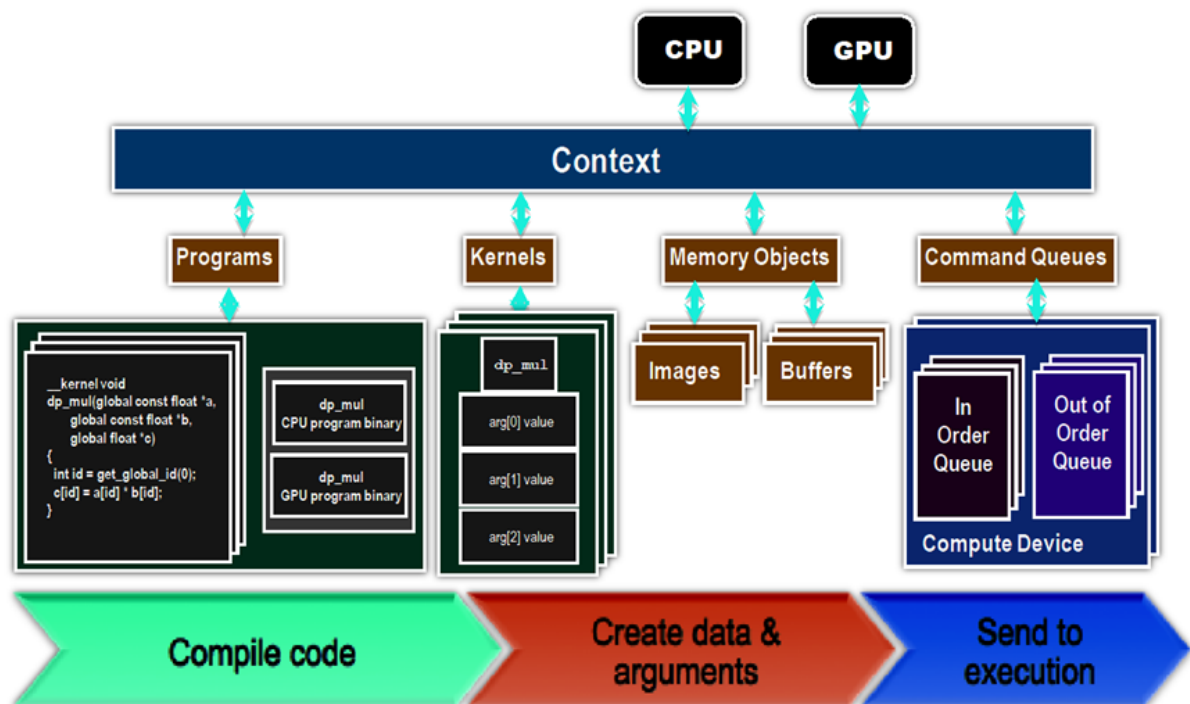 CPU
GPU
Context
Programs
Kernels
Memory Objects
Command Queues
__kernel void
dp_mul(global const float *a,
global const float *b,
global float *c)
{
int id = get_global_id(0);
c[id] = a[id] * b[id];
}
dp_mul
CPU program binary
dp_mul
GPU program binary
dp_mul
arg[0] value
arg[1] value
arg[2] value
Images
Buffers
In
Order
Queue
Out of
Order
Queue
Compute Device
Compile code
Create data &
arguments
Send to
execution